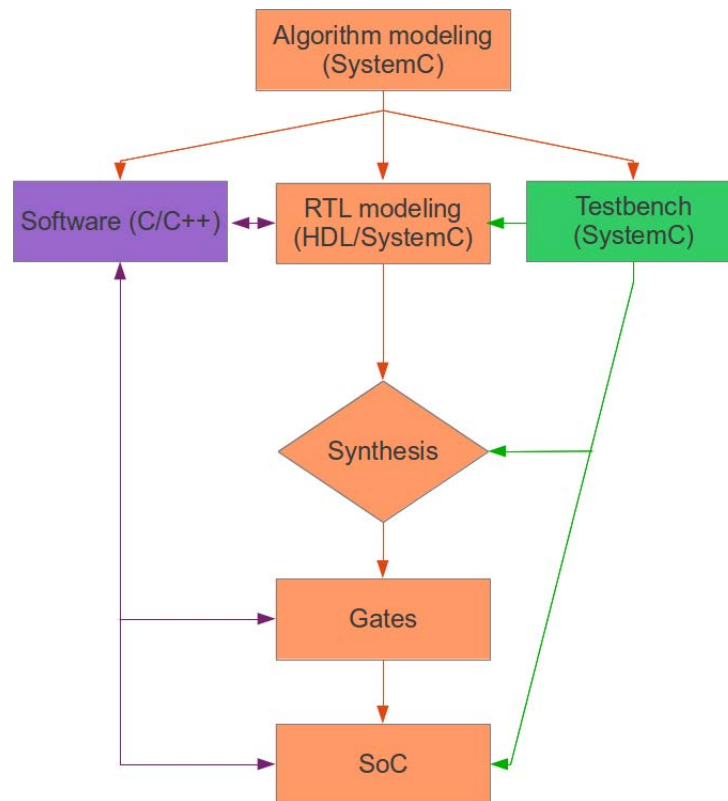 Algorithm modeling
(SystemC)
Software (C/C++)
RTL modeling
(HDL/SystemC)
Testbench
(SystemC)
Synthesis
Gates
SoC